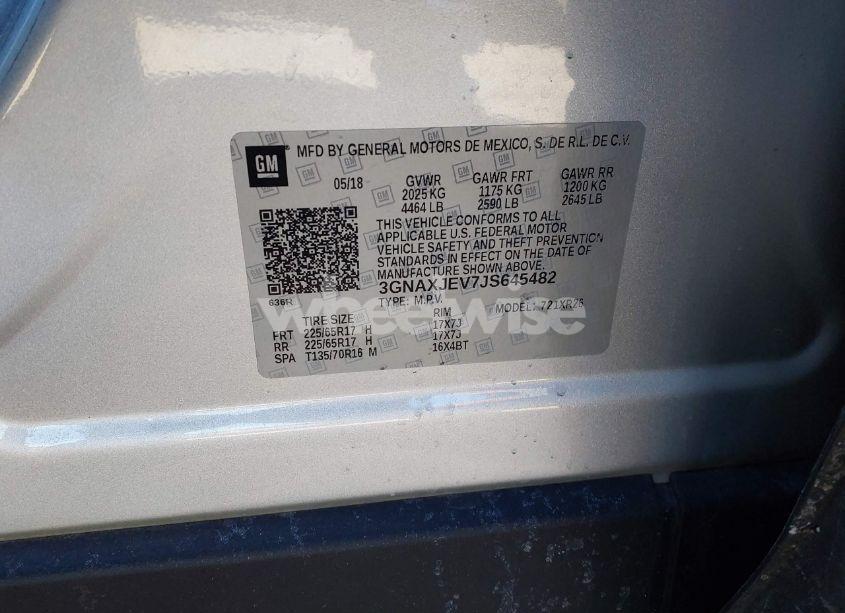 GM MFD BY GENERAL MOTORS DE MEXICO, S. DE R.L. DE C.V.
05/18 GVWR GAWR FRT GAWR RR
2025 KG 1175 KG 1200 KG
4464 LB 2590 LB 2645 LB
THIS VEHICLE CONFORMS TO ALL
APPLICABLE U.S. FEDERAL MOTOR
VEHICLE SAFETY AND THEFT PREVENTION
STANDARDS IN EFFECT ON THE DATE OF
MANUFACTURE SHOWN ABOVE.
3GNAXJEV7JS645482
636R TYPE: M.P.V. MODEL: 721XR26
wheelwise
TIRE SIZE RIM
FRT 225/65R17 H 17X7J
RR 225/65R17 H 17X7J
SPA T135/70R16 M 16X4BT